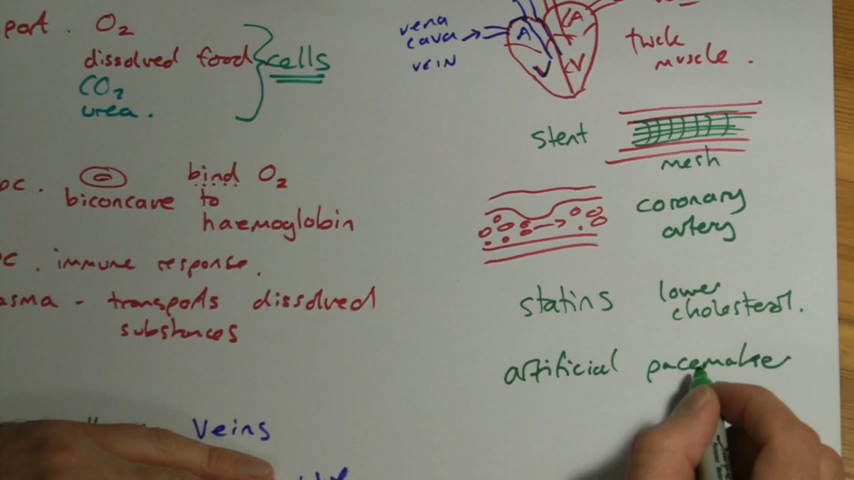 part. O₂
dissolved food
cells
CO₂
urea.
bind O₂
biconcave to
haemoglobin
immune response.
asma - transports dissolved
substances
Veins
vena
cava
VEIN
A
V
A
V
thick
muscle.
stent
mesh
coronary
artery
statins lower
cholesterol.
artificial pacemaker